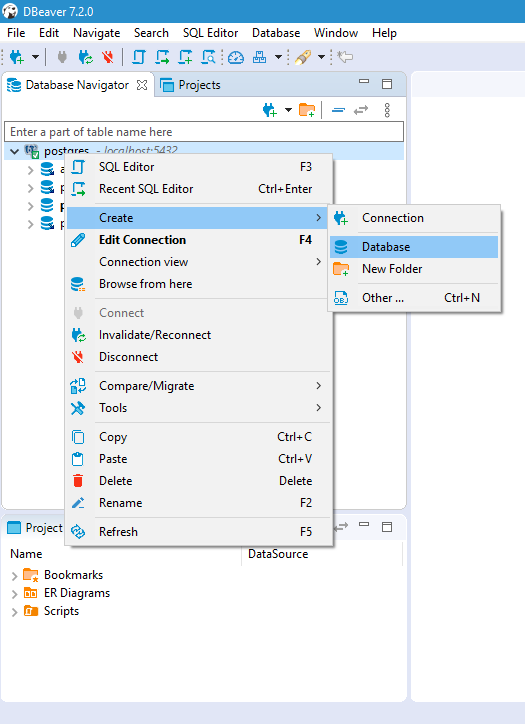 DBeaver 7.2.0
File Edit Navigate Search SQL Editor Database Window Help
Database Navigator Projects
Enter a part of table name here
postgres - localhost:5432
a
p
p
p
SQL Editor F3
Recent SQL Editor Ctrl+Enter
Create
Edit Connection F4
Connection view
Browse from here
Connect
Invalidate/Reconnect
Disconnect
Compare/Migrate
Tools
Copy Ctrl+C
Paste Ctrl+V
Delete Delete
Rename F2
Refresh F5
Connection
Database
New Folder
Other ... Ctrl+N
Project
Name DataSource
Bookmarks
ER Diagrams
Scripts